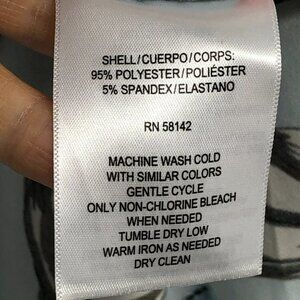 SHELL/CUERPO/CORPS:
95% POLYESTER/POLIÉSTER
5% SPANDEX/ELASTANO
RN 58142
MACHINE WASH COLD
WITH SIMILAR COLORS
GENTLE CYCLE
ONLY NON-CHLORINE BLEACH
WHEN NEEDED
TUMBLE DRY LOW
WARM IRON AS NEEDED
DRY CLEAN